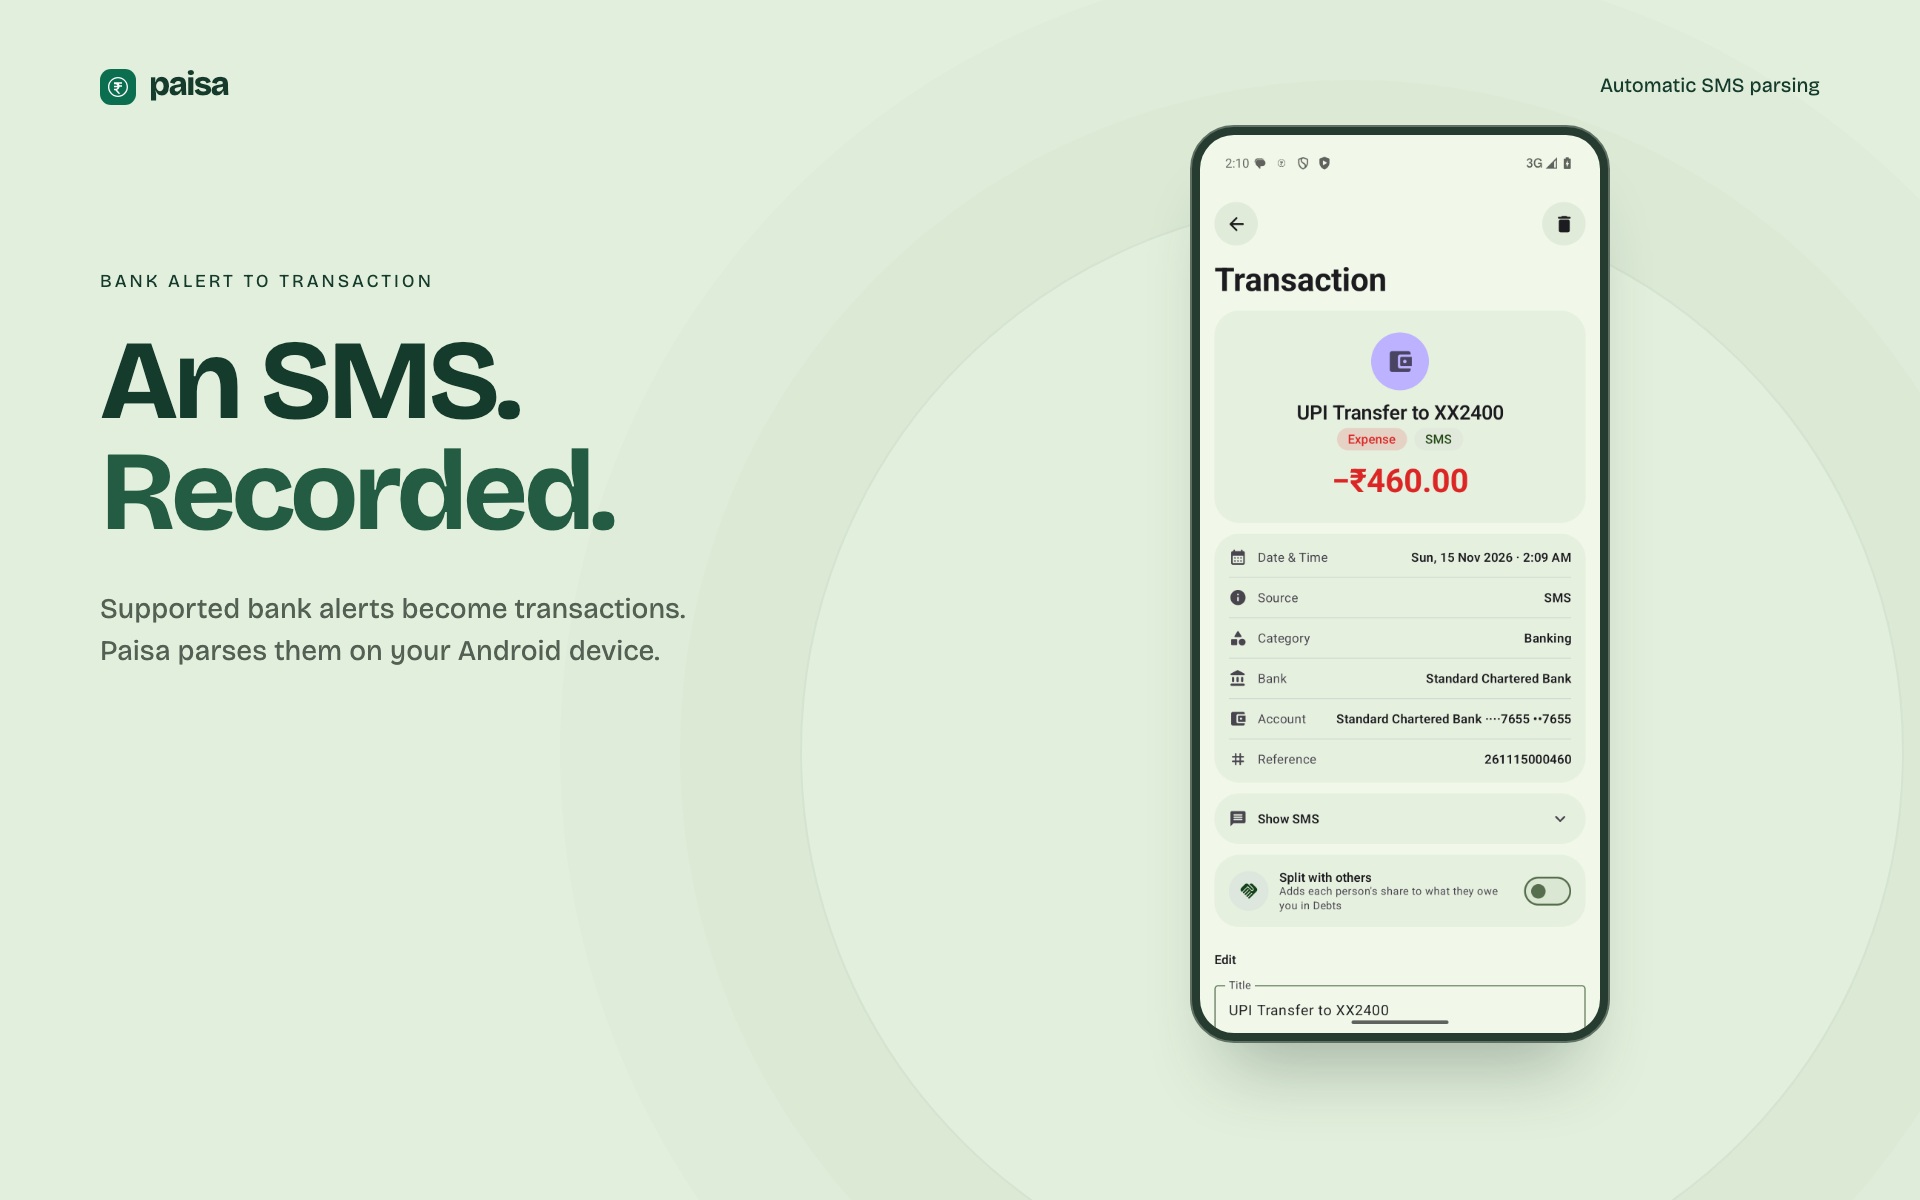 paisa
Automatic SMS parsing
BANK ALERT TO TRANSACTION
An SMS.
Recorded.
Supported bank alerts become transactions.
Paisa parses them on your Android device.
2:10
3G
Transaction
UPI Transfer to XX2400
Expense SMS
−₹460.00
Date & Time Sun, 15 Nov 2026 · 2:09 AM
Source SMS
Category Banking
Bank Standard Chartered Bank
Account Standard Chartered Bank ····7655 ••7655
Reference 261115000460
Show SMS
Split with others
Adds each person's share to what they owe
you in Debts
Edit
Title
UPI Transfer to XX2400